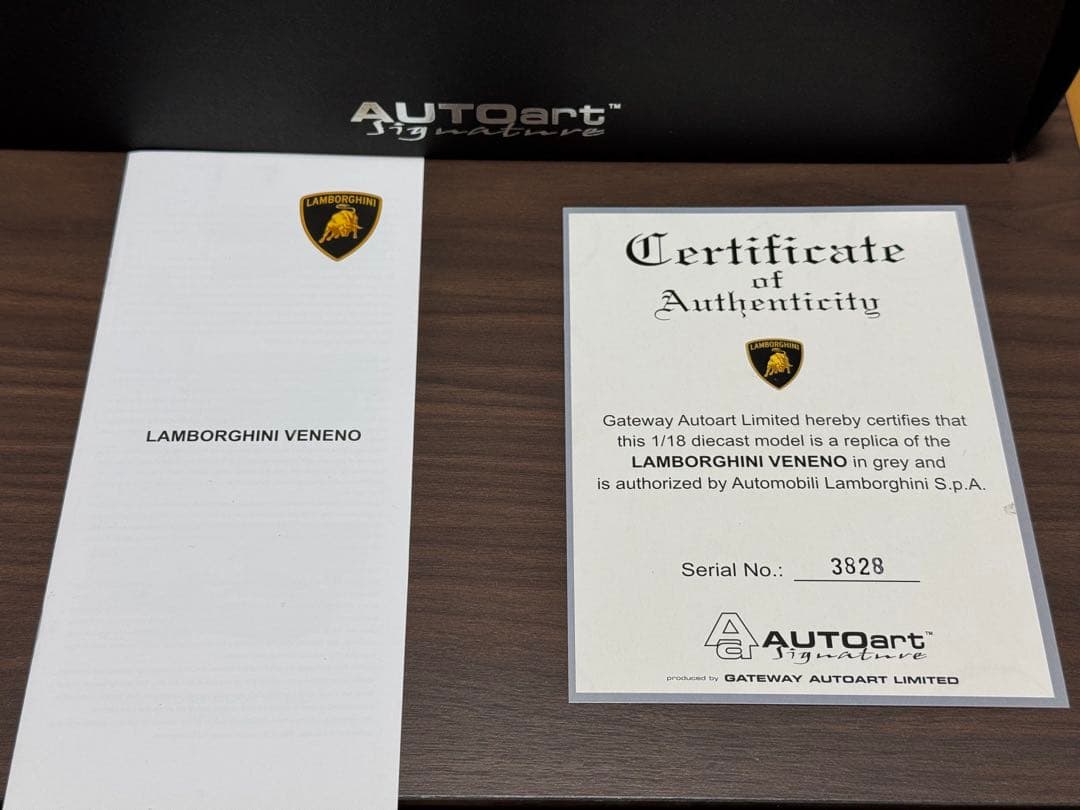 AUTOart™
Signature
LAMBORGHINI
LAMBORGHINI VENENO
Certificate
of
Authenticity
LAMBORGHINI
Gateway Autoart Limited hereby certifies that
this 1/18 diecast model is a replica of the
LAMBORGHINI VENENO in grey and
is authorized by Automobili Lamborghini S.p.A.
Serial No.: 3828
Aa AUTOart™
Signature
produced by GATEWAY AUTOART LIMITED